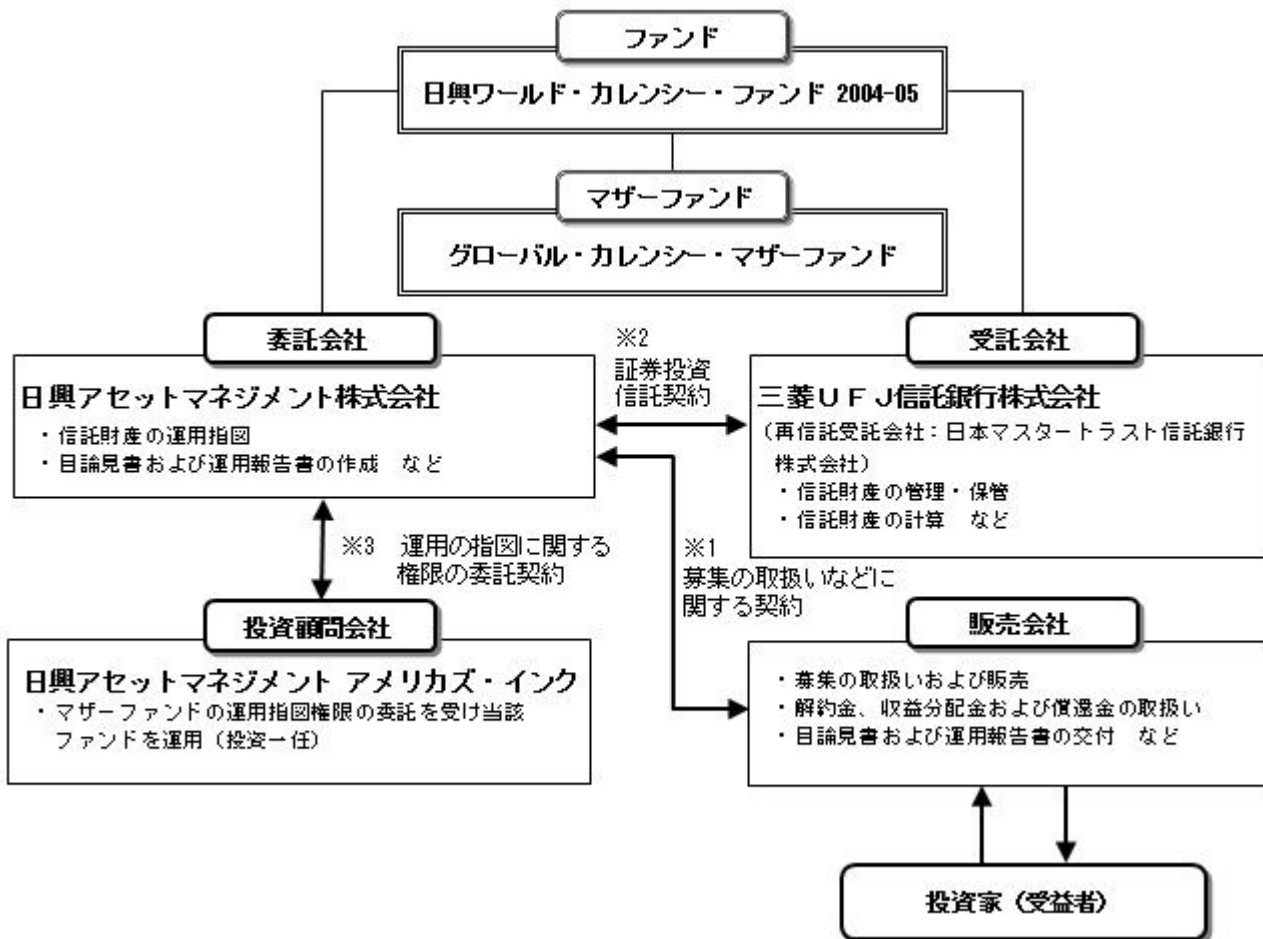 ファンド
日興ワールド・カレンシー・ファンド 2004-05
マザーファンド
グローバル・カレンシー・マザーファンド
委託会社
日興アセットマネジメント株式会社
・信託財産の運用指図
・目論見書および運用報告書の作成 など
※2
証券投資
信託契約
受託会社
三菱UFJ信託銀行株式会社
（再信託受託会社：日本マスタートラスト信託銀行
株式会社）
・信託財産の管理・保管
・信託財産の計算 など
※3 運用の指図に関する
権限の委託契約
※1
募集の取扱いなどに
関する契約
投資顧問会社
日興アセットマネジメント アメリカズ・インク
・マザーファンドの運用指図権限の委託を受け当該
ファンドを運用（投資一任）
販売会社
・募集の取扱いおよび販売
・解約金、収益分配金および償還金の取扱い
・目論見書および運用報告書の交付 など
投資家（受益者）